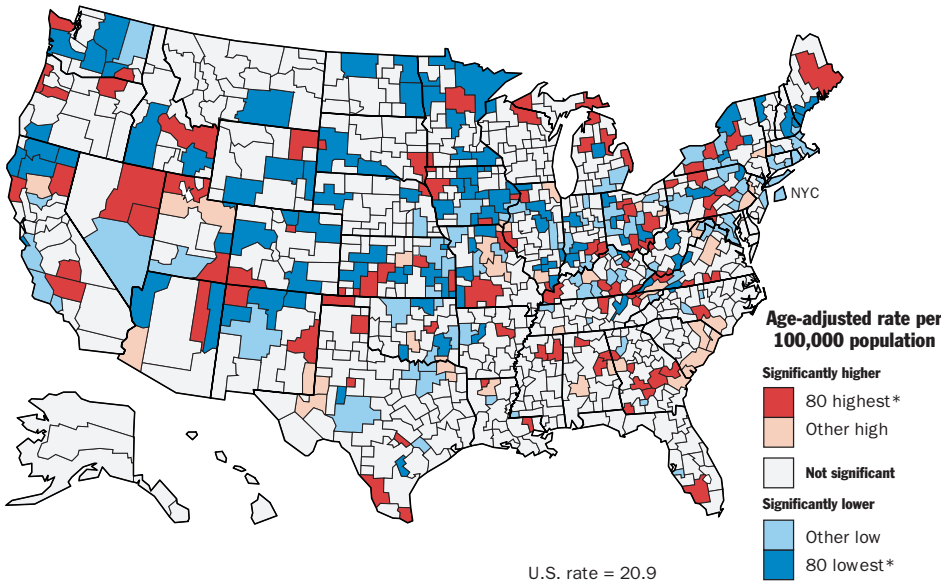 NYC
Age-adjusted rate per
100,000 population
Significantly higher
80 highest*
Other high
Not significant
Significantly lower
Other low
80 lowest*
U.S. rate = 20.9